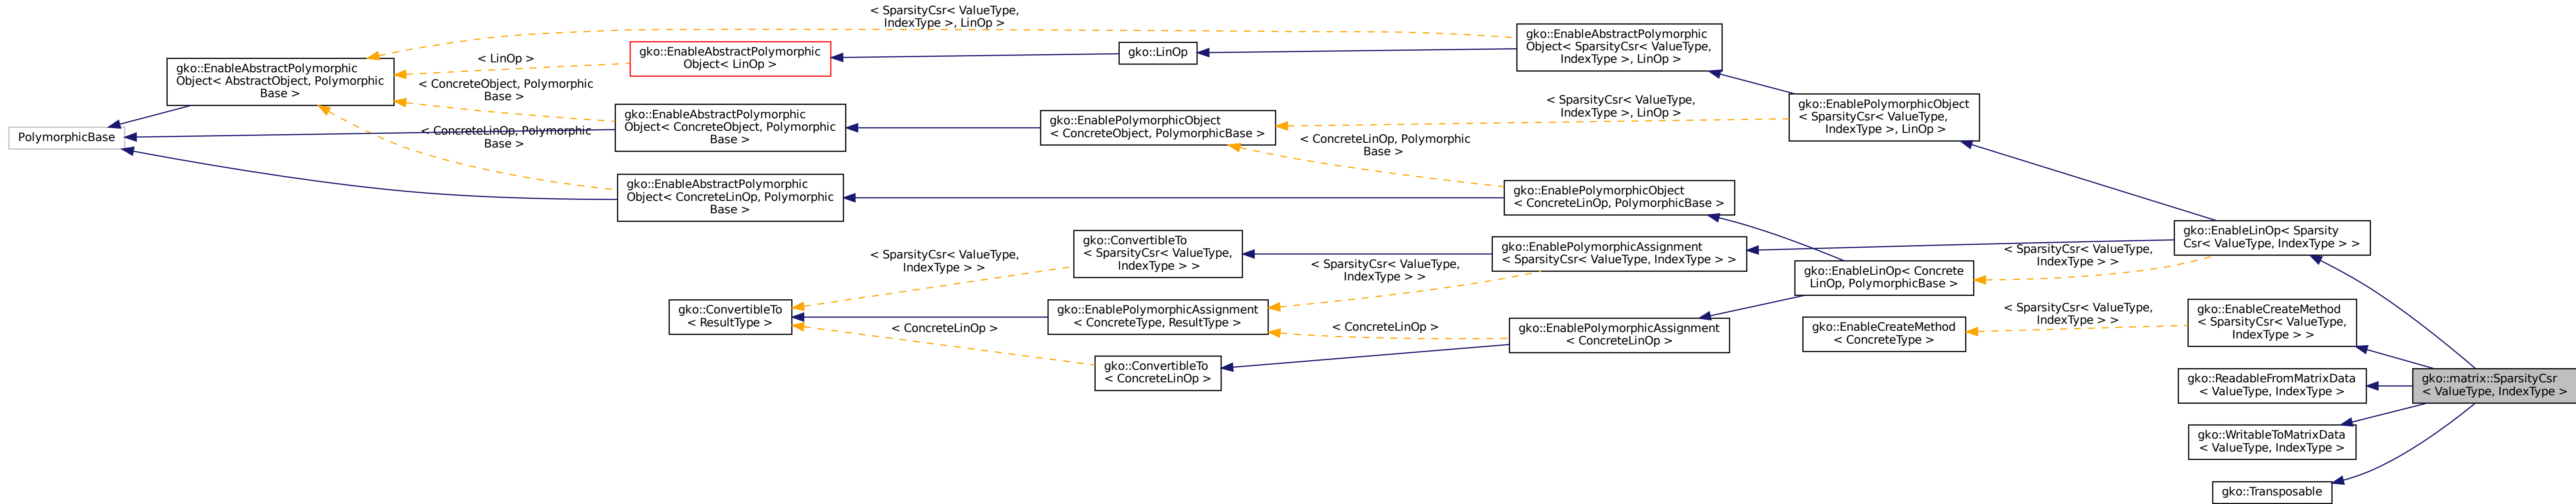 PolymorphicBase
gko::EnableAbstractPolymorphic
Object< AbstractObject, Polymorphic
Base >
< SparsityCsr< ValueType,
IndexType >, LinOp >
< LinOp >
< ConcreteObject, Polymorphic
Base >
< ConcreteLinOp, Polymorphic
Base >
gko::EnableAbstractPolymorphic
Object< LinOp >
gko::EnableAbstractPolymorphic
Object< ConcreteObject, Polymorphic
Base >
gko::EnableAbstractPolymorphic
Object< ConcreteLinOp, Polymorphic
Base >
gko::LinOp
gko::EnablePolymorphicObject
< ConcreteObject, PolymorphicBase >
gko::EnableAbstractPolymorphic
Object< SparsityCsr< ValueType,
IndexType >, LinOp >
< SparsityCsr< ValueType,
IndexType >, LinOp >
< ConcreteLinOp, Polymorphic
Base >
gko::EnablePolymorphicObject
< SparsityCsr< ValueType,
IndexType >, LinOp >
gko::EnablePolymorphicObject
< ConcreteLinOp, PolymorphicBase >
gko::ConvertibleTo
< ResultType >
< SparsityCsr< ValueType,
IndexType > >
< ConcreteLinOp >
gko::ConvertibleTo
< SparsityCsr< ValueType,
IndexType > >
gko::EnablePolymorphicAssignment
< ConcreteType, ResultType >
gko::ConvertibleTo
< ConcreteLinOp >
< SparsityCsr< ValueType,
IndexType > >
< ConcreteLinOp >
gko::EnablePolymorphicAssignment
< SparsityCsr< ValueType, IndexType > >
gko::EnablePolymorphicAssignment
< ConcreteLinOp >
gko::EnableLinOp< Concrete
LinOp, PolymorphicBase >
gko::EnableCreateMethod
< ConcreteType >
< SparsityCsr< ValueType,
IndexType > >
< SparsityCsr< ValueType,
IndexType > >
gko::EnableLinOp< Sparsity
Csr< ValueType, IndexType > >
gko::EnableCreateMethod
< SparsityCsr< ValueType,
IndexType > >
gko::ReadableFromMatrixData
< ValueType, IndexType >
gko::WritableToMatrixData
< ValueType, IndexType >
gko::Transposable
gko::matrix::SparsityCsr
< ValueType, IndexType >